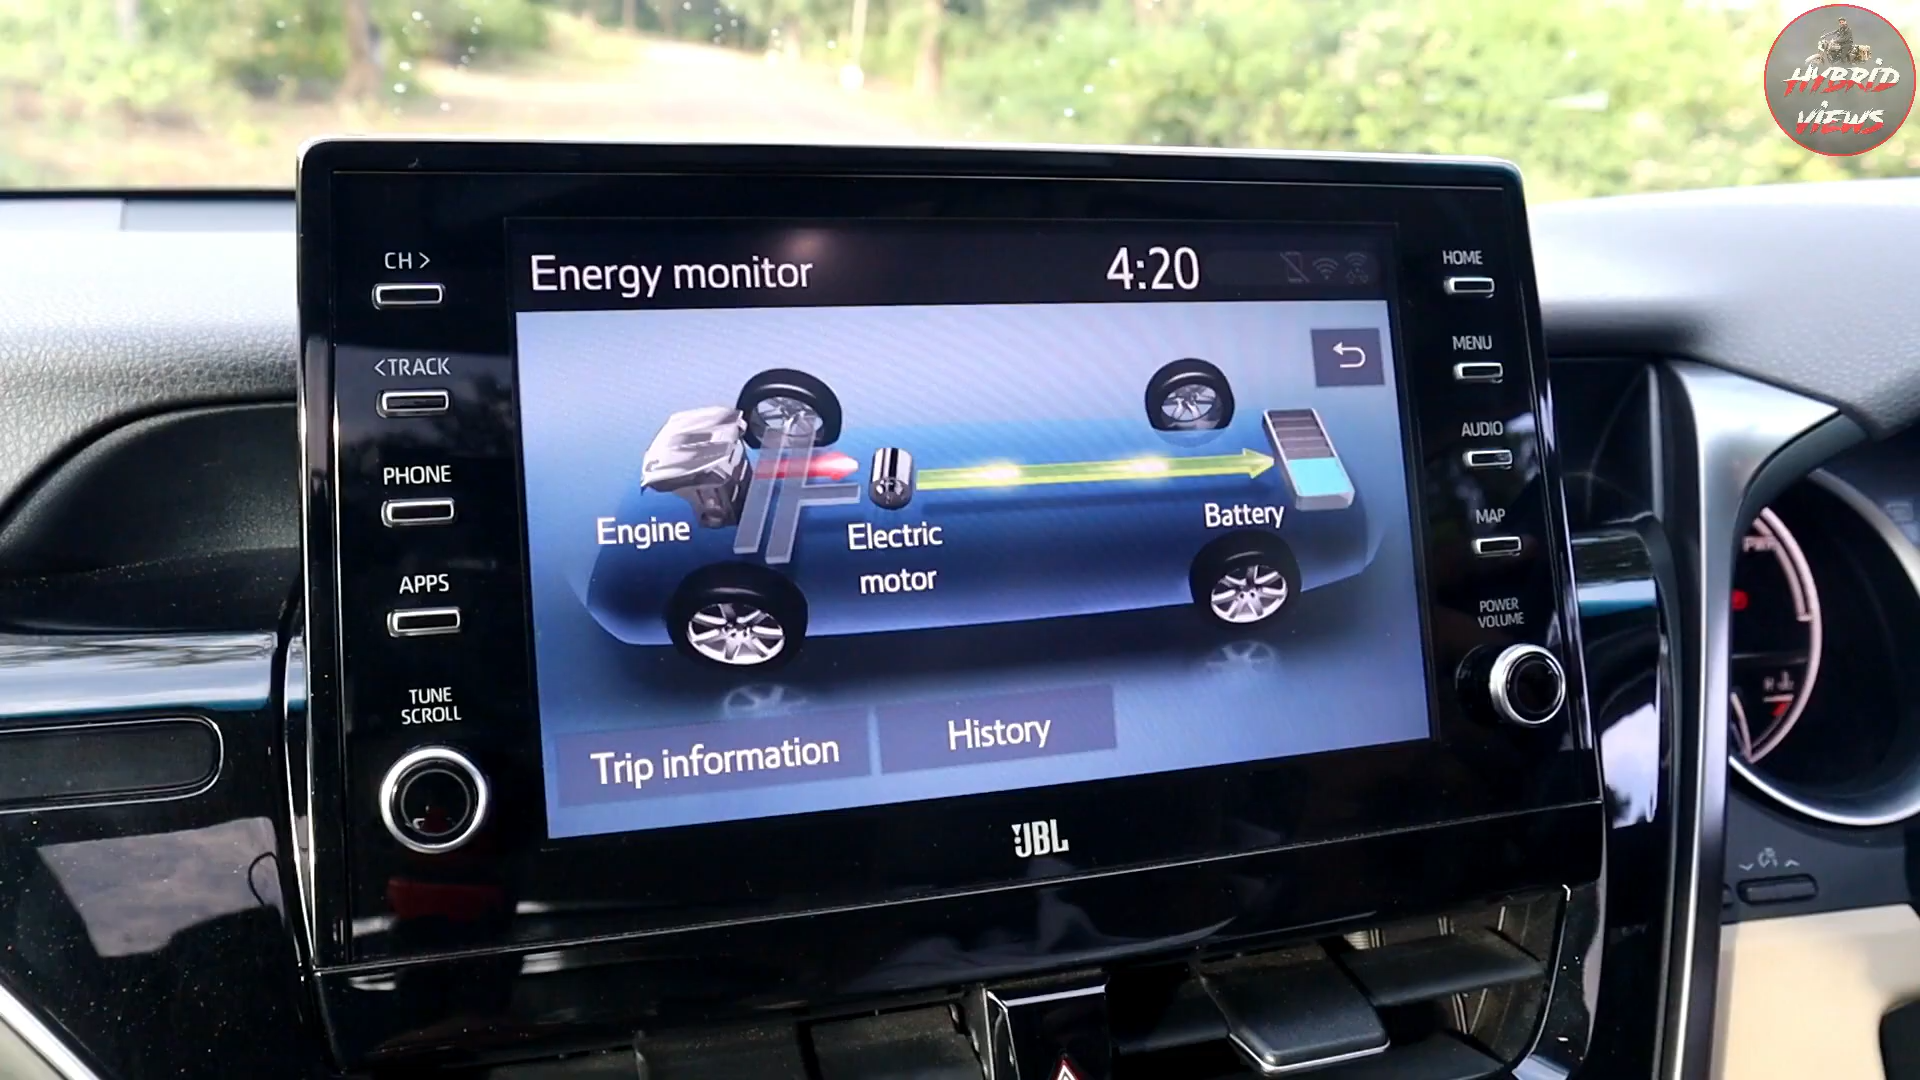 HYBRID
ViEWS
CH >
<TRACK
PHONE
APPS
TUNE
SCROLL
Energy monitor
4:20
Engine
Electric
motor
Battery
Trip information
History
JBL
HOME
MENU
AUDIO
MAP
POWER
VOLUME